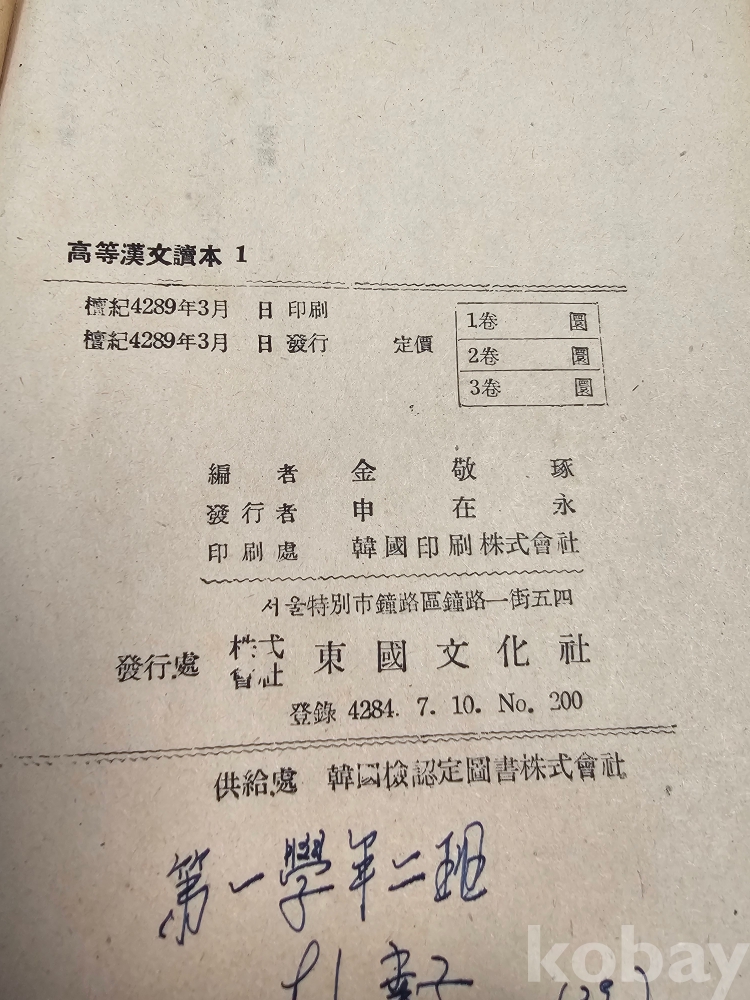 高等漢文讀本 1
檀紀4289年3月 日 印刷
檀紀4289年3月 日 發行 定價
1卷 圜
2卷 圜
3卷 圜
編者 金敬琢
發行者 申在永
印刷處 韓國印刷株式會社
서울特別市鐘路區鐘路一街五四
發行處 株式會社 東國文化社
登錄 4284. 7. 10. No. 200
供給處 韓國檢認定圖書株式會社
第一學年二班
kobay